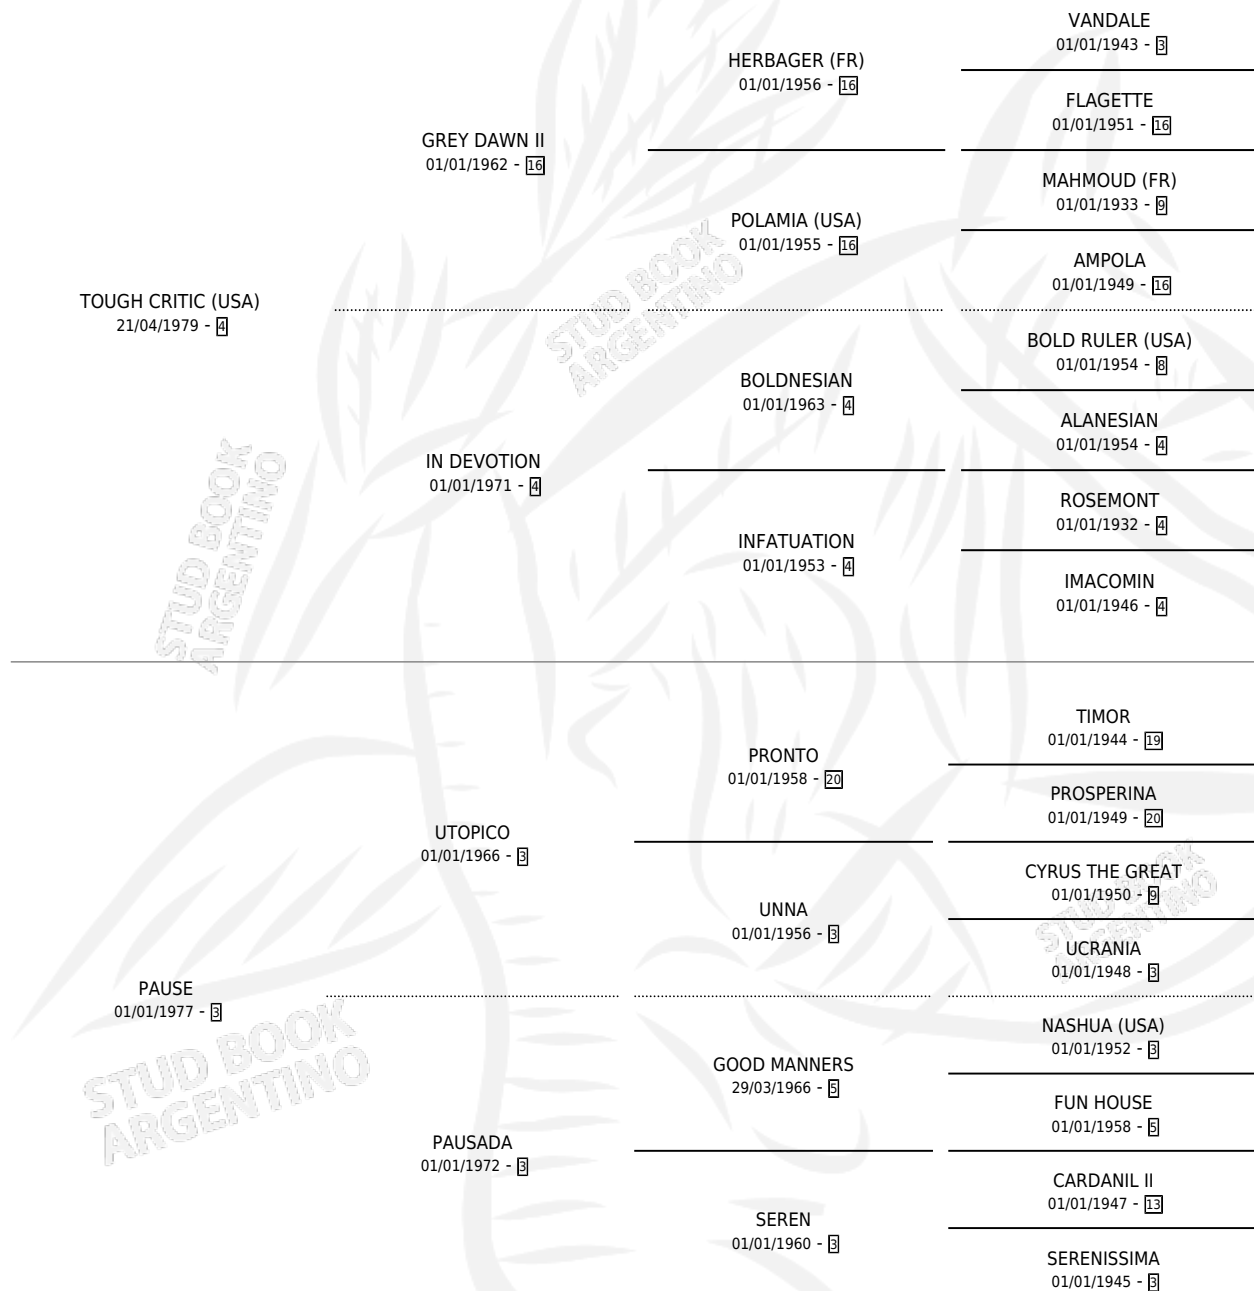 VANDALE
01/01/1943 - 3
HERBAGER (FR)
01/01/1956 - 16
FLAGETTE
01/01/1951 - 16
GREY DAWN II
01/01/1962 - 16
MAHMOUD (FR)
01/01/1933 - 9
POLAMIA (USA)
01/01/1955 - 16
AMPOLA
01/01/1949 - 16
TOUGH CRITIC (USA)
21/04/1979 - 4
STUD BOOK
ARGENTINO
BOLD RULER (USA)
01/01/1954 - 8
BOLDNESIAN
01/01/1963 - 4
ALANESIAN
01/01/1954 - 4
IN DEVOTION
01/01/1971 - 4
ROSEMONT
01/01/1932 - 4
INFATUATION
01/01/1953 - 4
IMACOMIN
01/01/1946 - 4
STUD BOOK
ARGENTINO
TIMOR
01/01/1944 - 19
PRONTO
01/01/1958 - 20
PROSPERINA
01/01/1949 - 20
UTOPICO
01/01/1966 - 3
CYRUS THE GREAT
01/01/1950 - 9
UNNA
01/01/1956 - 3
UCRANIA
01/01/1948 - 3
STUD BOOK
ARGENTINO
PAUSE
01/01/1977 - 3
NASHUA (USA)
01/01/1952 - 3
GOOD MANNERS
29/03/1966 - 5
FUN HOUSE
01/01/1958 - 5
STUD BOOK
ARGENTINO
PAUSADA
01/01/1972 - 3
CARDANIL II
01/01/1947 - 13
SEREN
01/01/1960 - 3
SERENISSIMA
01/01/1945 - 3